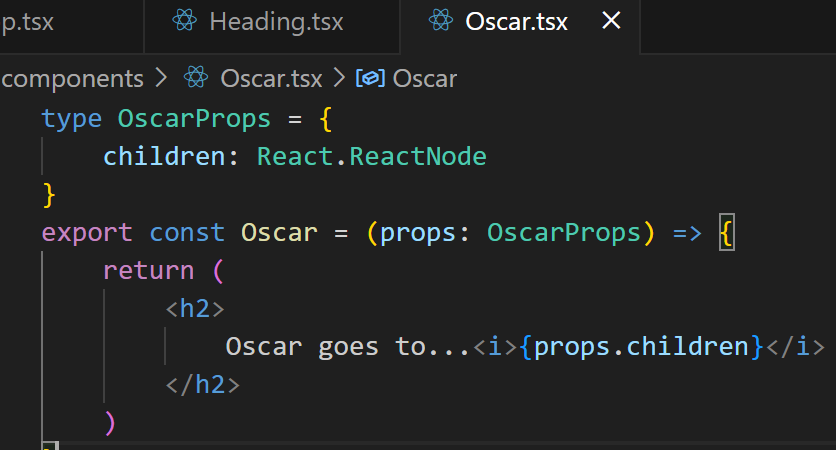 p.tsx Heading.tsx Oscar.tsx ×
components > Oscar.tsx > Oscar
type OscarProps = {
children: React.ReactNode
}
export const Oscar = (props: OscarProps) => {
return (
<h2>
Oscar goes to...<i>{props.children}</i>
</h2>
)